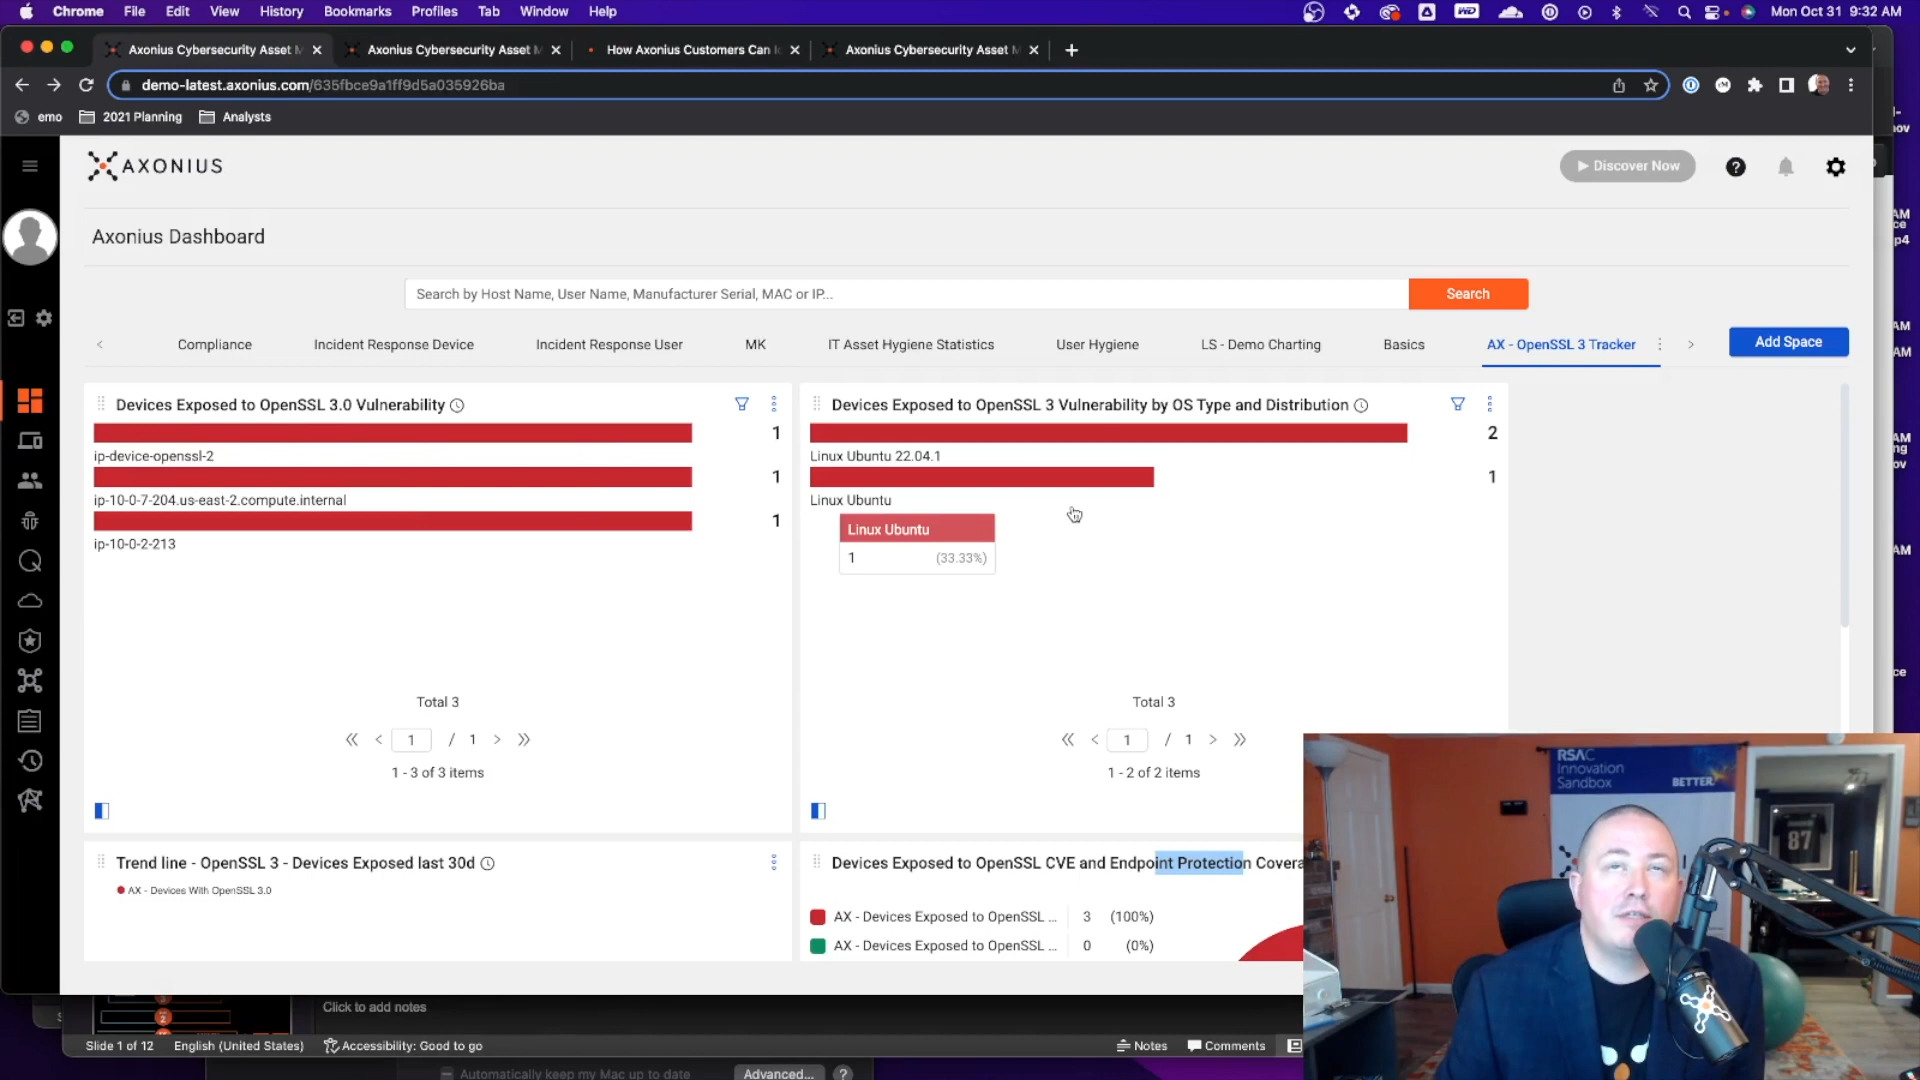 Chrome File Edit View History Bookmarks Profiles Tab Window Help
WD
Mon Oct 31 9:32 AM
Axonius Cybersecurity Asset M
Axonius Cybersecurity Asset M
How Axonius Customers Can I
Axonius Cybersecurity Asset M
demo-latest.axonius.com/635fbce9a1ff9d5a035926ba
emo 2021 Planning Analysts
AXONIUS
Discover Now
Axonius Dashboard
Search by Host Name, User Name, Manufacturer Serial, MAC or IP...
Search
Compliance Incident Response Device Incident Response User MK IT Asset Hygiene Statistics User Hygiene LS - Demo Charting Basics AX - OpenSSL 3 Tracker
Add Space
Devices Exposed to OpenSSL 3.0 Vulnerability
1
ip-device-openssl-2
1
ip-10-0-7-204.us-east-2.compute.internal
1
ip-10-0-2-213
Total 3
1 / 1
1 - 3 of 3 items
Devices Exposed to OpenSSL 3 Vulnerability by OS Type and Distribution
2
Linux Ubuntu 22.04.1
1
Linux Ubuntu
Linux Ubuntu
1 (33.33%)
Total 3
1 / 1
1 - 2 of 2 items
Trend line - OpenSSL 3 - Devices Exposed last 30d
AX - Devices With OpenSSL 3.0
Devices Exposed to OpenSSL CVE and Endpoint Protection Covera
AX - Devices Exposed to OpenSSL ... 3 (100%)
AX - Devices Exposed to OpenSSL ... 0 (0%)
RSAC
Innovation
Sandbox
BETTER.
87
Click to add notes
Slide 1 of 12 English (United States) Accessibility: Good to go
Notes Comments
Automatically keep my Mac up to date
Advanced... ?